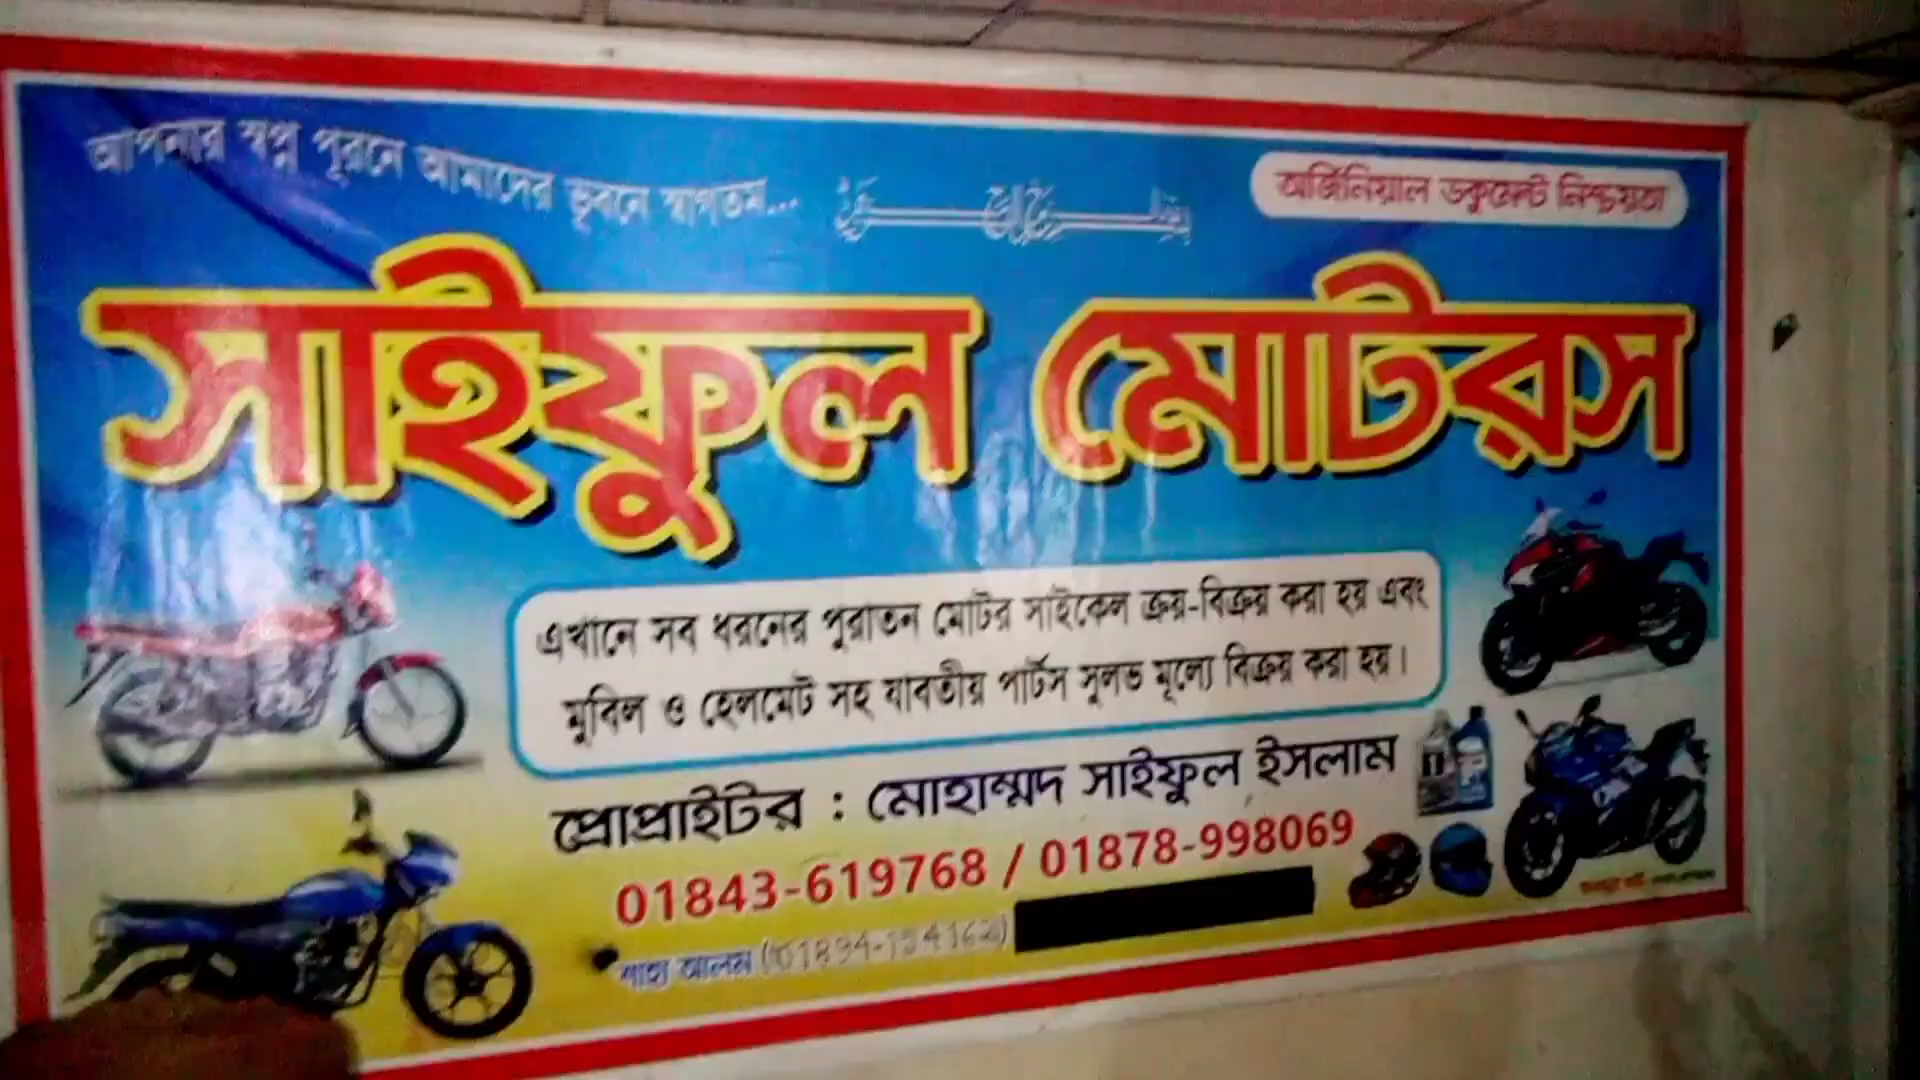 আপনার স্বপ্ন পূরনে আমাদের ভূবনে স্বাগতম...
অর্জিনিয়াল ডকুমেন্ট নিশ্চয়তা
সাইফুল মোটরস
এখানে সব ধরনের পুরাতন মোটর সাইকেল ক্রয়-বিক্রয় করা হয় এবং
মুবিল ও হেলমেট সহ যাবতীয় পার্টস সুলভ মূল্যে বিক্রয় করা হয়।
প্রোপ্রাইটর : মোহাম্মদ সাইফুল ইসলাম
01843-619768 / 01878-998069
শাহ আলম